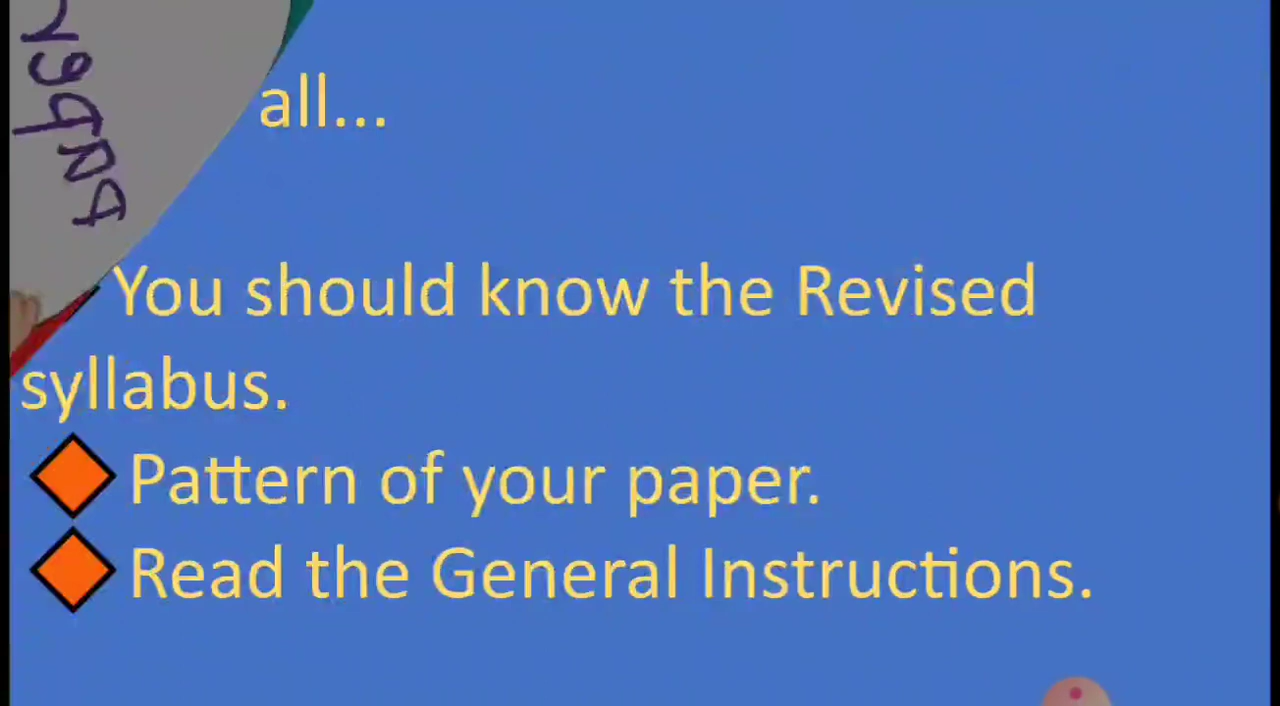 all...
You should know the Revised
syllabus.
Pattern of your paper.
Read the General Instructions.